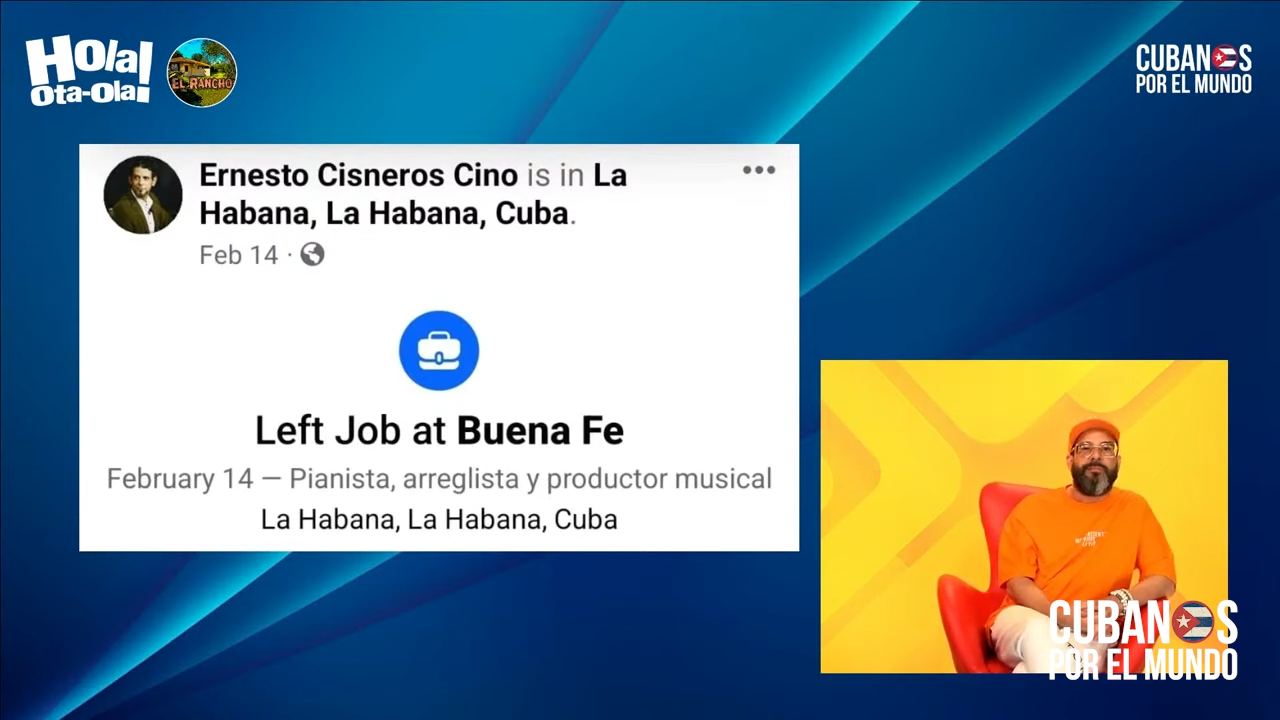 Hola!
Ota-Ola!
EL RANCHO
CUBANOS
POR EL MUNDO
Ernesto Cisneros Cino is in La
Habana, La Habana, Cuba.
Feb 14 ·
Left Job at Buena Fe
February 14 — Pianista, arreglista y productor musical
La Habana, La Habana, Cuba
CUBANOS
POR EL MUNDO